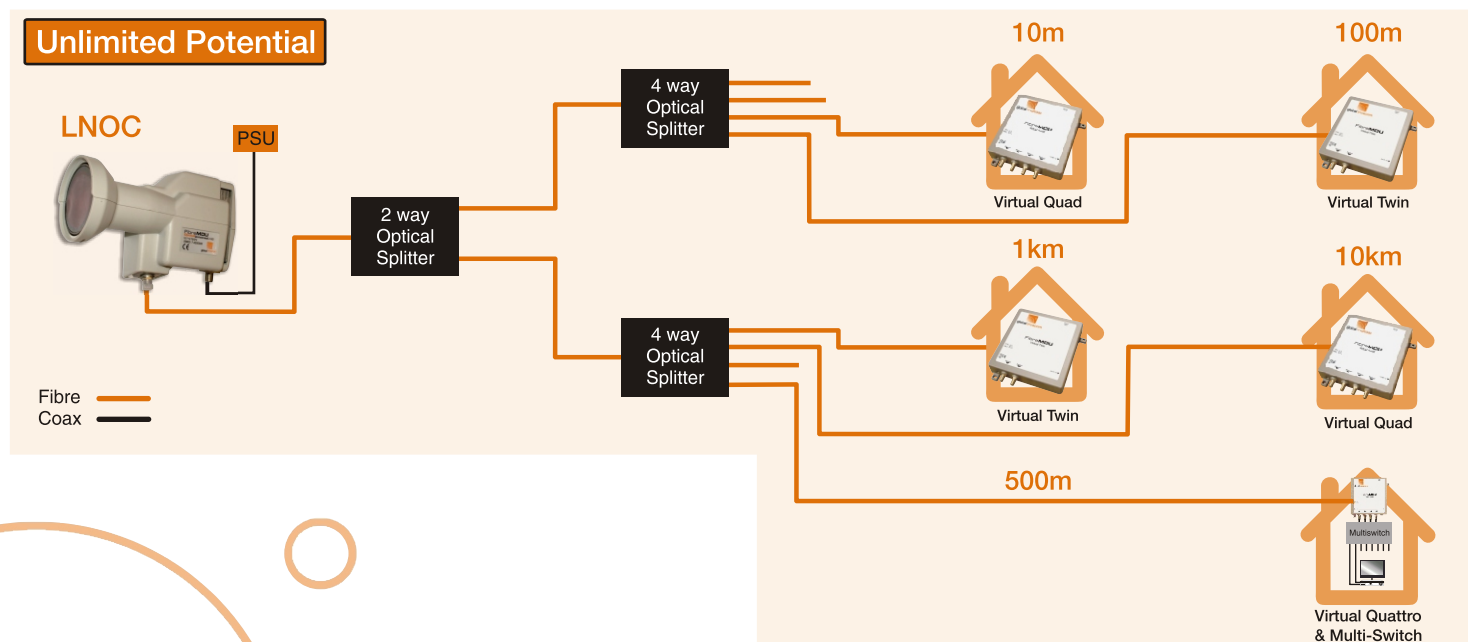 Unlimited Potential
LNOC
PSU
2 way
Optical
Splitter
4 way
Optical
Splitter
10m
Virtual Quad
100m
Virtual Twin
4 way
Optical
Splitter
1km
Virtual Twin
10km
Virtual Quad
500m
Multiswitch
Virtual Quattro
& Multi-Switch
Fibre
Coax